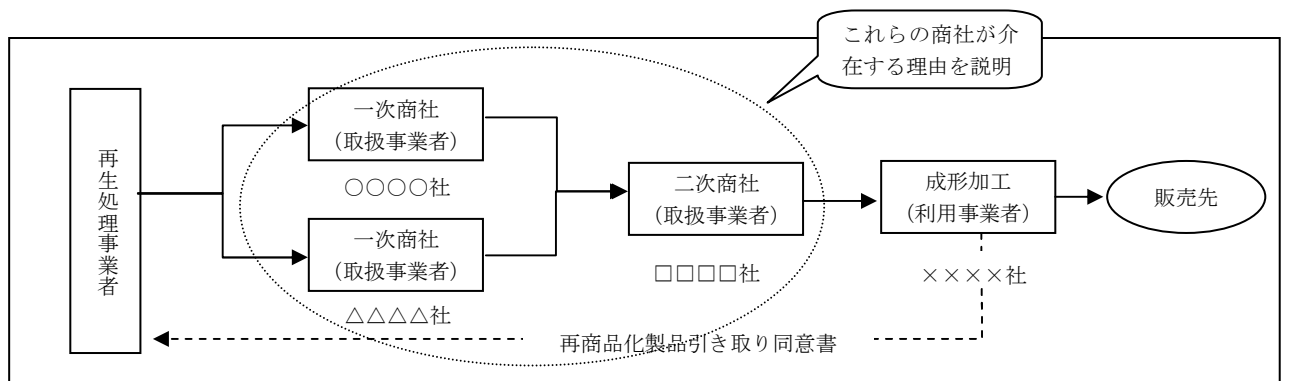 これらの商社が介
在する理由を説明
再生処理事業者
一次商社
（取扱事業者）
○○○○社
一次商社
（取扱事業者）
△△△△社
二次商社
（取扱事業者）
□□□□社
成形加工
（利用事業者）
××××社
販売先
再商品化製品引き取り同意書